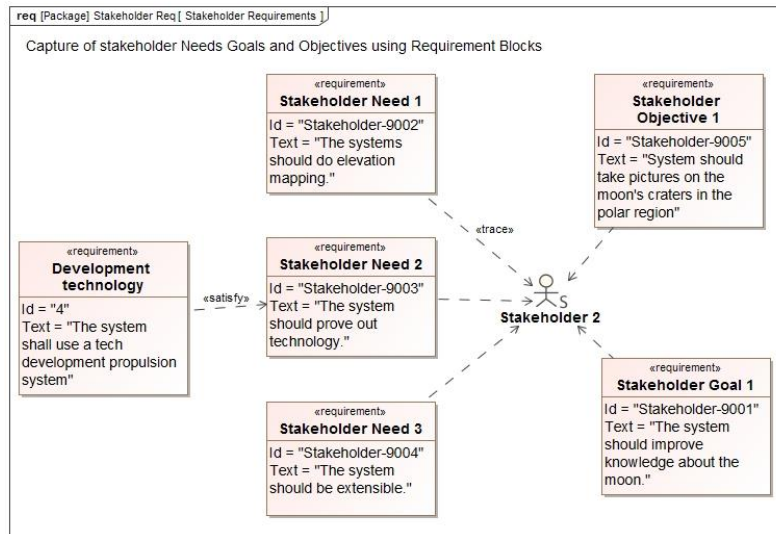 req [Package] Stakeholder Req[ Stakeholder Requirements ]
Capture of stakeholder Needs Goals and Objectives using Requirement Blocks
«requirement»
Stakeholder Need 1
Id = "Stakeholder-9002"
Text = "The systems
should do elevation
mapping."
«requirement»
Stakeholder
Objective 1
Id = "Stakeholder-9005"
Text = "System should
take pictures on the
moon's craters in the
polar region"
«trace»
«requirement»
Development
technology
Id = "4"
Text = "The system
shall use a tech
development propulsion
system"
«satisfy»
«requirement»
Stakeholder Need 2
Id = "Stakeholder-9003"
Text = "The system
should prove out
technology."
S
Stakeholder 2
«requirement»
Stakeholder Need 3
Id = "Stakeholder-9004"
Text = "The system
should be extensible."
«requirement»
Stakeholder Goal 1
Id = "Stakeholder-9001"
Text = "The system
should improve
knowledge about the
moon."